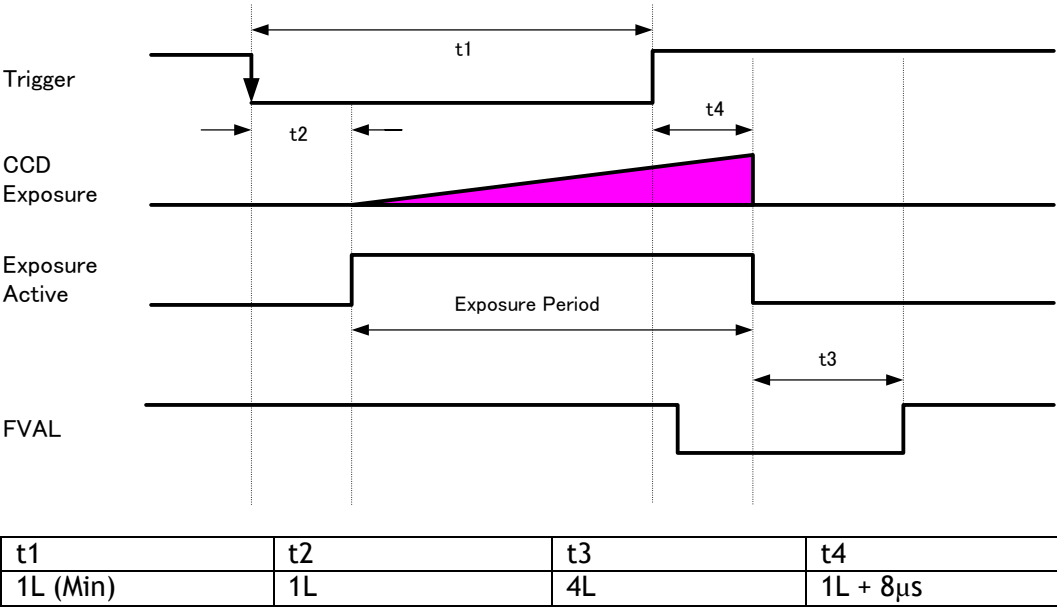 t1
Trigger
t2
t4
CCD
Exposure
Exposure
Active
Exposure Period
t3
FVAL
t1 t2 t3 t4
1L (Min) 1L 4L 1L + 8μs